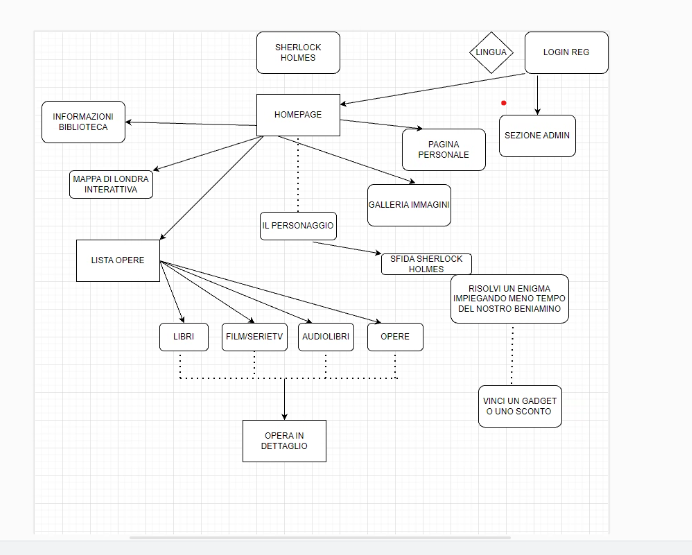 SHERLOCK
HOLMES
LINGUA
LOGIN REG
HOMEPAGE
INFORMAZIONI
BIBLIOTECA
PAGINA
PERSONALE
SEZIONE ADMIN
MAPPA DI LONDRA
INTERATTIVA
GALLERIA IMMAGINI
IL PERSONAGGIO
LISTA OPERE
SFIDA SHERLOCK
HOLMES
RISOLVI UN ENIGMA
IMPIEGANDO MENO TEMPO
DEL NOSTRO BENIAMINO
LIBRI
FILM/SERIETV
AUDIOLIBRI
OPERE
VINCI UN GADGET
O UNO SCONTO
OPERA IN
DETTAGLIO